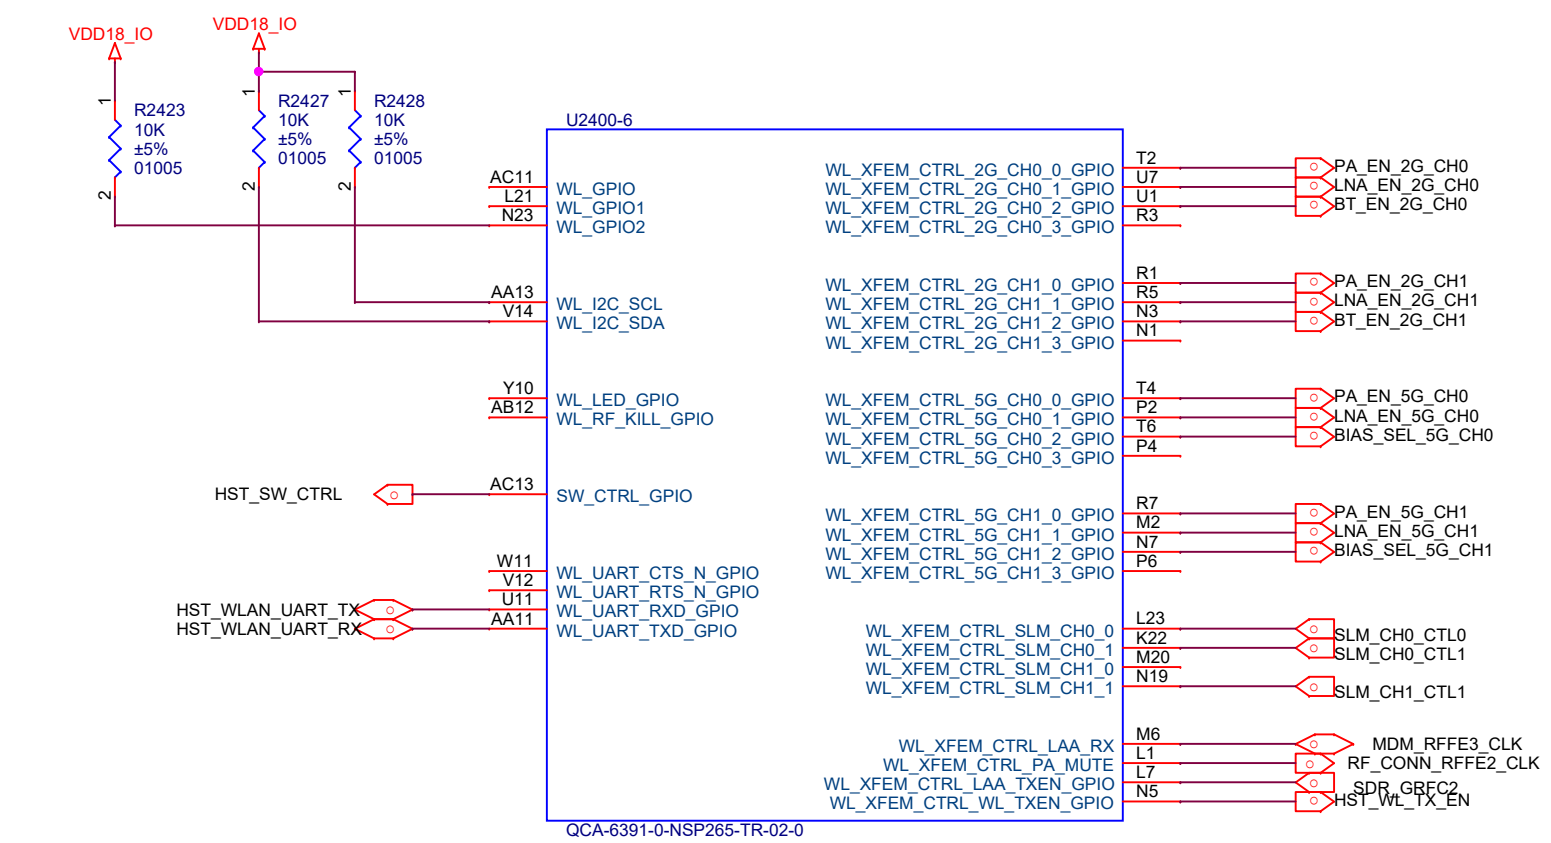 VDD18_IO
VDD18_IO
1
R2423
10K
±5%
01005
2
1
R2427
10K
±5%
01005
2
1
R2428
10K
±5%
01005
2
U2400-6
AC11 WL_GPIO
L21 WL_GPIO1
N23 WL_GPIO2
AA13 WL_I2C_SCL
V14 WL_I2C_SDA
Y10 WL_LED_GPIO
AB12 WL_RF_KILL_GPIO
HST_SW_CTRL AC13 SW_CTRL_GPIO
W11 WL_UART_CTS_N_GPIO
V12 WL_UART_RTS_N_GPIO
HST_WLAN_UART_TX U11 WL_UART_RXD_GPIO
HST_WLAN_UART_RX AA11 WL_UART_TXD_GPIO
WL_XFEM_CTRL_2G_CH0_0_GPIO T2 PA_EN_2G_CH0
WL_XFEM_CTRL_2G_CH0_1_GPIO U7 LNA_EN_2G_CH0
WL_XFEM_CTRL_2G_CH0_2_GPIO U1 BT_EN_2G_CH0
WL_XFEM_CTRL_2G_CH0_3_GPIO R3
WL_XFEM_CTRL_2G_CH1_0_GPIO R1 PA_EN_2G_CH1
WL_XFEM_CTRL_2G_CH1_1_GPIO R5 LNA_EN_2G_CH1
WL_XFEM_CTRL_2G_CH1_2_GPIO N3 BT_EN_2G_CH1
WL_XFEM_CTRL_2G_CH1_3_GPIO N1
WL_XFEM_CTRL_5G_CH0_0_GPIO T4 PA_EN_5G_CH0
WL_XFEM_CTRL_5G_CH0_1_GPIO P2 LNA_EN_5G_CH0
WL_XFEM_CTRL_5G_CH0_2_GPIO T6 BIAS_SEL_5G_CH0
WL_XFEM_CTRL_5G_CH0_3_GPIO P4
WL_XFEM_CTRL_5G_CH1_0_GPIO R7 PA_EN_5G_CH1
WL_XFEM_CTRL_5G_CH1_1_GPIO M2 LNA_EN_5G_CH1
WL_XFEM_CTRL_5G_CH1_2_GPIO N7 BIAS_SEL_5G_CH1
WL_XFEM_CTRL_5G_CH1_3_GPIO P6
WL_XFEM_CTRL_SLM_CH0_0 L23 SLM_CH0_CTL0
WL_XFEM_CTRL_SLM_CH0_1 K22 SLM_CH0_CTL1
WL_XFEM_CTRL_SLM_CH1_0 M20
WL_XFEM_CTRL_SLM_CH1_1 N19 SLM_CH1_CTL1
WL_XFEM_CTRL_LAA_RX M6 MDM_RFFE3_CLK
WL_XFEM_CTRL_PA_MUTE L1 RF_CONN_RFFE2_CLK
WL_XFEM_CTRL_LAA_TXEN_GPIO L7 SDR_GRFC2
WL_XFEM_CTRL_WL_TXEN_GPIO N5 HST_WL_TX_EN
QCA-6391-0-NSP265-TR-02-0